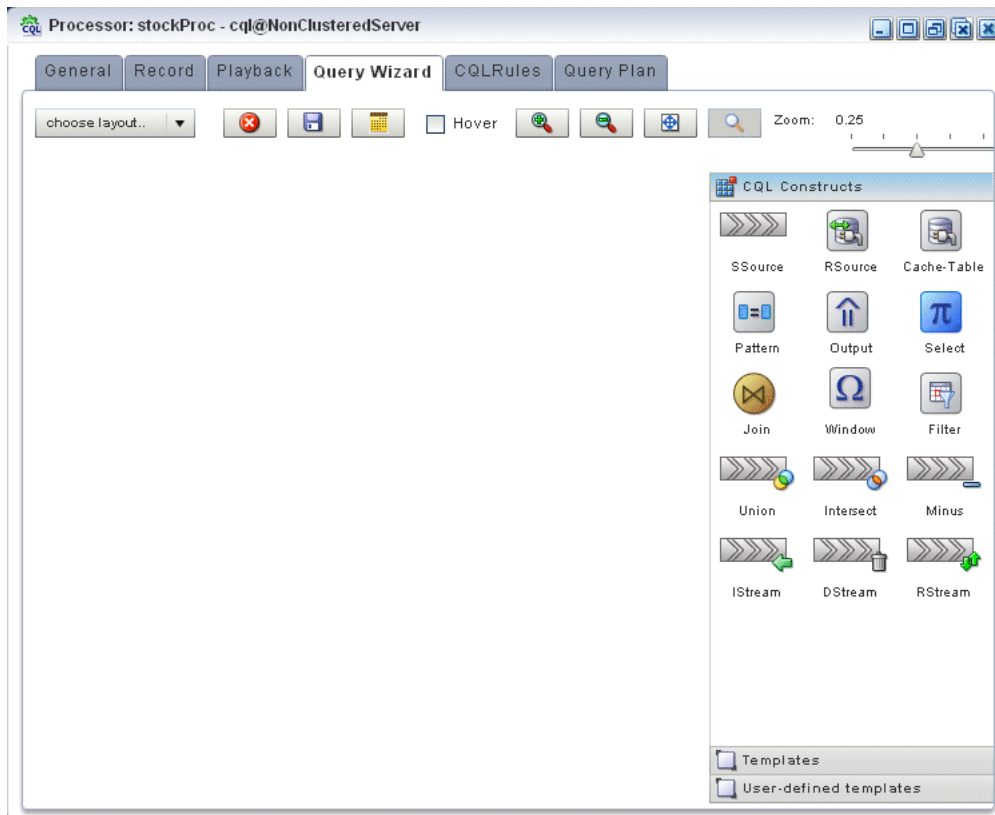 CQL Processor: stockProc - cql@NonClusteredServer
General Record Playback Query Wizard CQLRules Query Plan
choose layout.. Hover Zoom: 0.25
CQL Constructs
SSource RSource Cache-Table
Pattern Output Select
Join Window Filter
Union Intersect Minus
IStream DStream RStream
Templates
User-defined templates